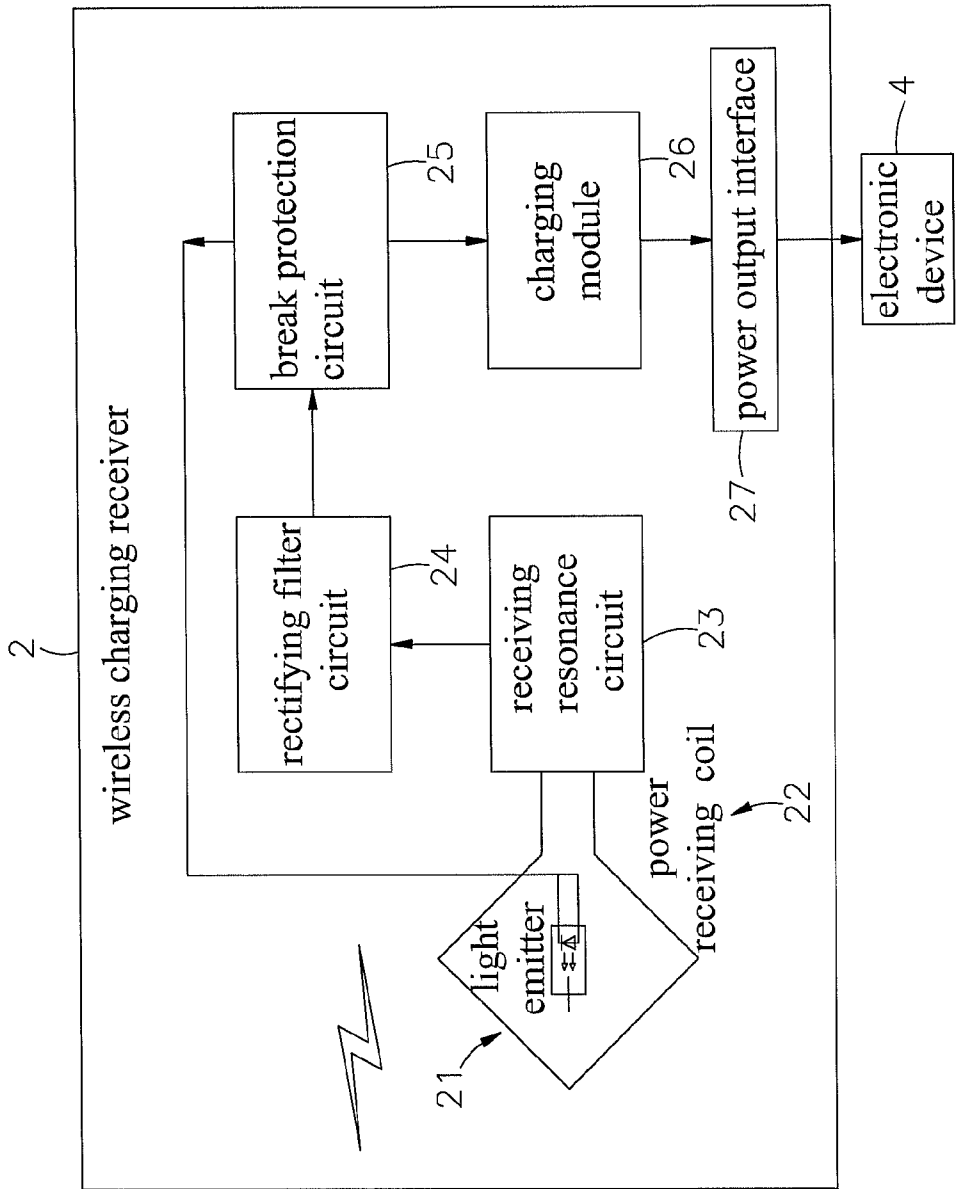 2
wireless charging receiver
rectifying filter
circuit
24
break protection
circuit
25
light
emitter
21
receiving
resonance
circuit
23
charging
module
26
power
receiving coil
22
power output interface
27
electronic
device
4